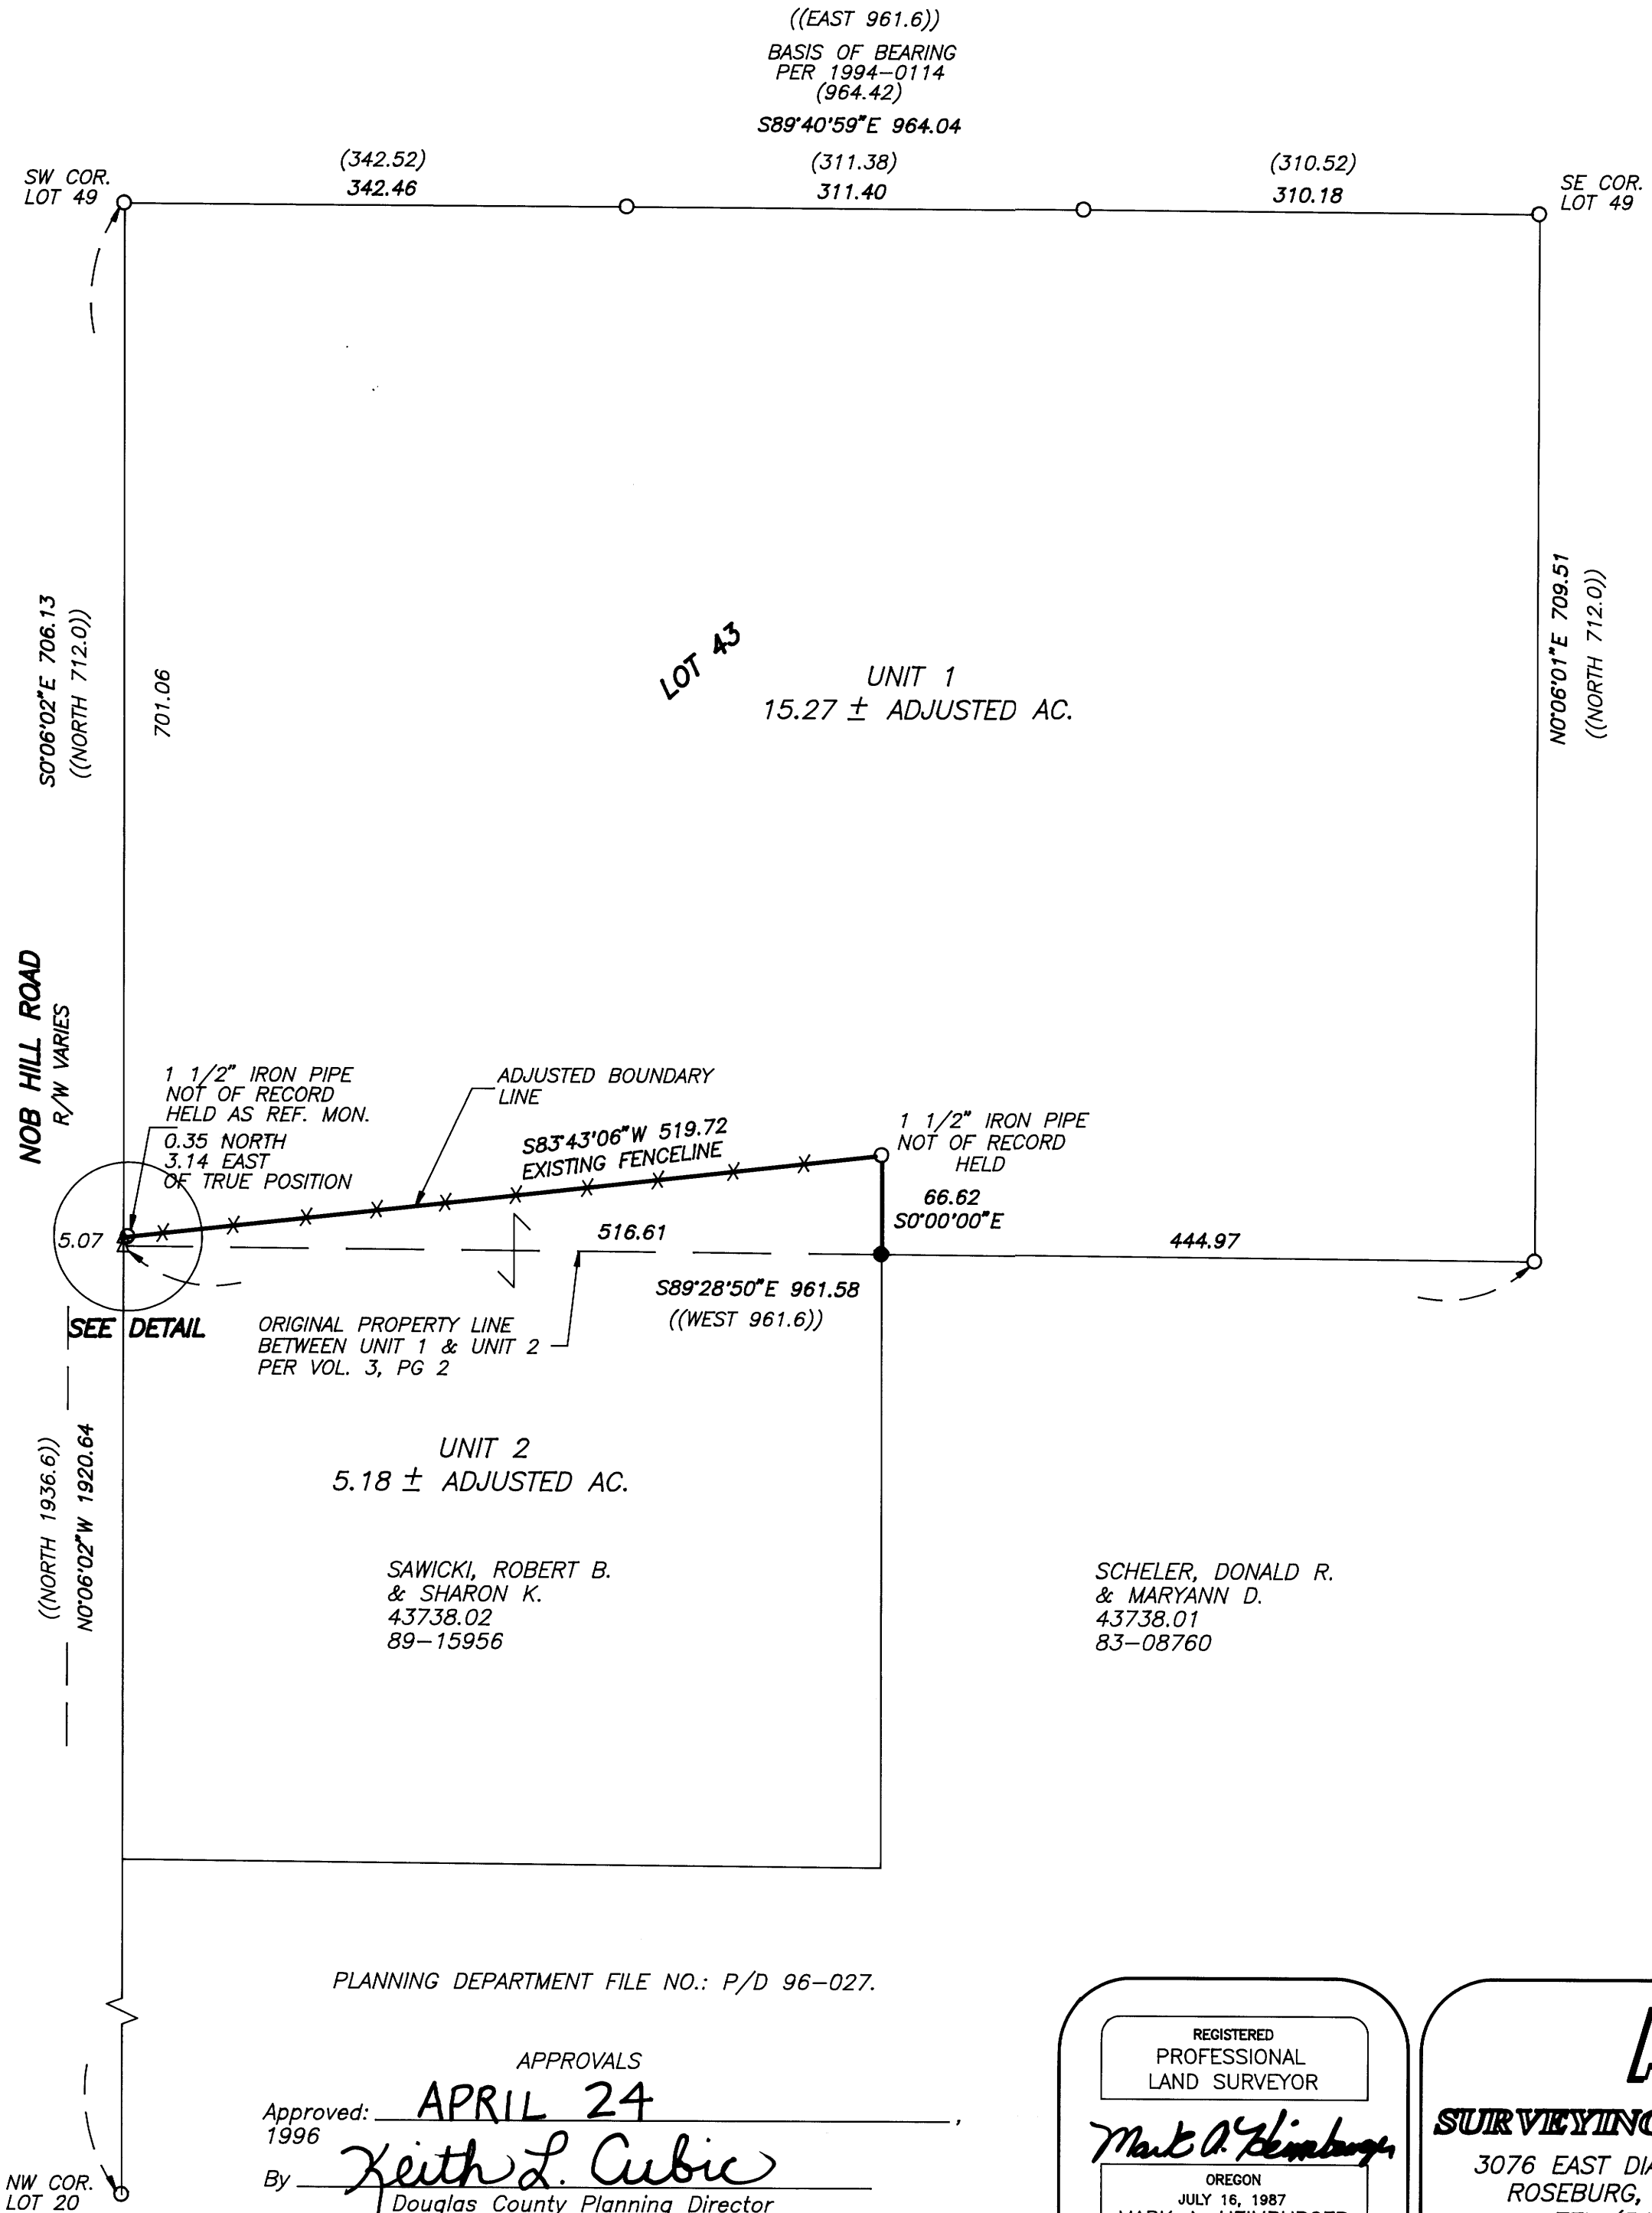 ((EAST 961.6))
BASIS OF BEARING
PER 1994-0114
(964.42)
S89°40'59"E 964.04
(342.52)
342.46
(311.38)
311.40
(310.52)
310.18
SW COR.
LOT 49
SE COR.
LOT 49
S0°06'02"E 706.13
((NORTH 712.0))
701.06
LOT 43
UNIT 1
15.27 ± ADJUSTED AC.
N0°06'01"E 709.51
((NORTH 712.0))
NOB HILL ROAD
R/W VARIES
1 1/2" IRON PIPE
NOT OF RECORD
HELD AS REF. MON.
0.35 NORTH
3.14 EAST
OF TRUE POSITION
ADJUSTED BOUNDARY
LINE
S83°43'06"W 519.72
EXISTING FENCELINE
1 1/2" IRON PIPE
NOT OF RECORD
HELD
66.62
S0°00'00"E
5.07
516.61
444.97
S89°28'50"E 961.58
((WEST 961.6))
SEE DETAIL
ORIGINAL PROPERTY LINE
BETWEEN UNIT 1 & UNIT 2
PER VOL. 3, PG 2
((NORTH 1936.6))
N0°06'02"W 1920.64
UNIT 2
5.18 ± ADJUSTED AC.
SAWICKI, ROBERT B.
& SHARON K.
43738.02
89-15956
SCHELER, DONALD R.
& MARYANN D.
43738.01
83-08760
PLANNING DEPARTMENT FILE NO.: P/D 96-027.
APPROVALS
Approved: APRIL 24,
1996
By Keith L. Cubic
Douglas County Planning Director
NW COR.
LOT 20
REGISTERED
PROFESSIONAL
LAND SURVEYOR
Mark A. Heimburger
OREGON
JULY 16, 1987
MARK A. HEIMBURGER
SURVEYING
3076 EAST DIA
ROSEBURG,